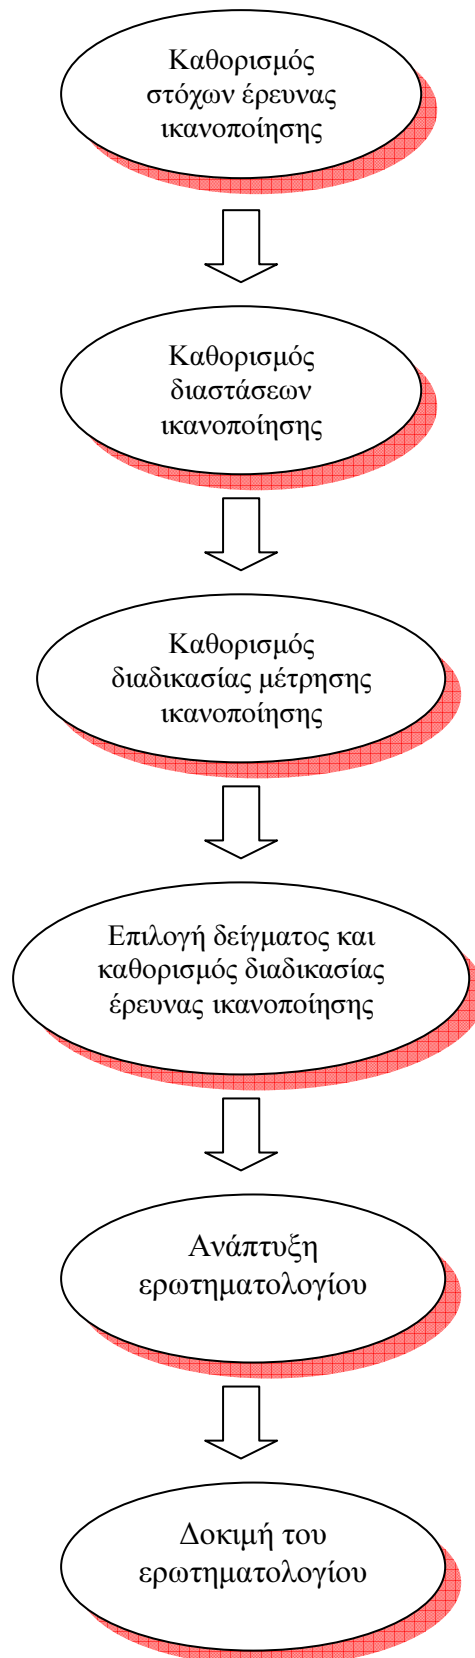 Καθορισμός
στόχων έρευνας
ικανοποίησης
Καθορισμός
διαστάσεων
ικανοποίησης
Καθορισμός
διαδικασίας μέτρησης
ικανοποίησης
Επιλογή δείγματος και
καθορισμός διαδικασίας
έρευνας ικανοποίησης
Ανάπτυξη
ερωτηματολογίου
Δοκιμή του
ερωτηματολογίου